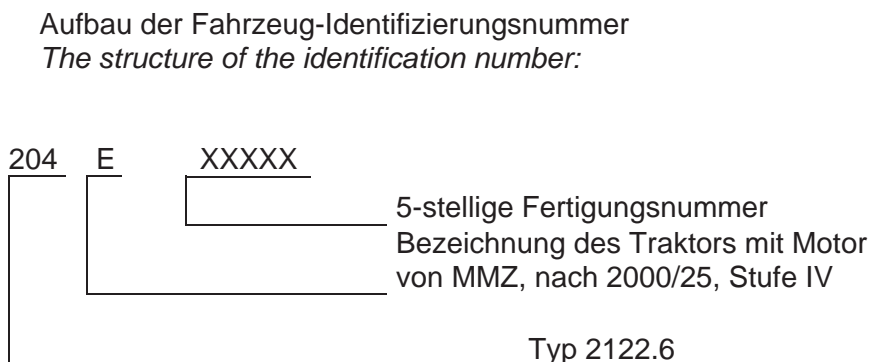 Aufbau der Fahrzeug-Identifizierungsnummer
The structure of the identification number:
204 E XXXXX
5-stellige Fertigungsnummer
Bezeichnung des Traktors mit Motor
von MMZ, nach 2000/25, Stufe IV
Typ 2122.6